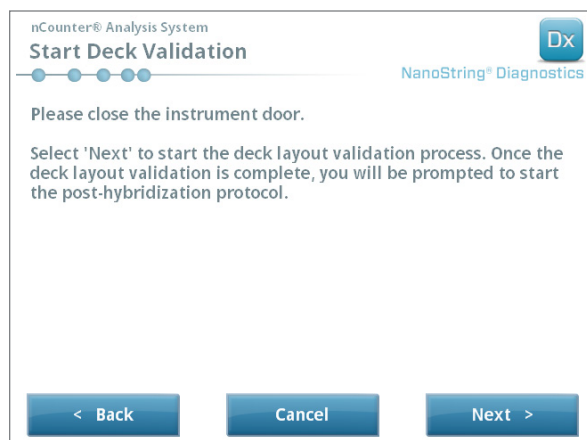 nCounter® Analysis System
Start Deck Validation
Dx
NanoString® Diagnostics
Please close the instrument door.
Select 'Next' to start the deck layout validation process. Once the
deck layout validation is complete, you will be prompted to start
the post-hybridization protocol.
< Back
Cancel
Next >